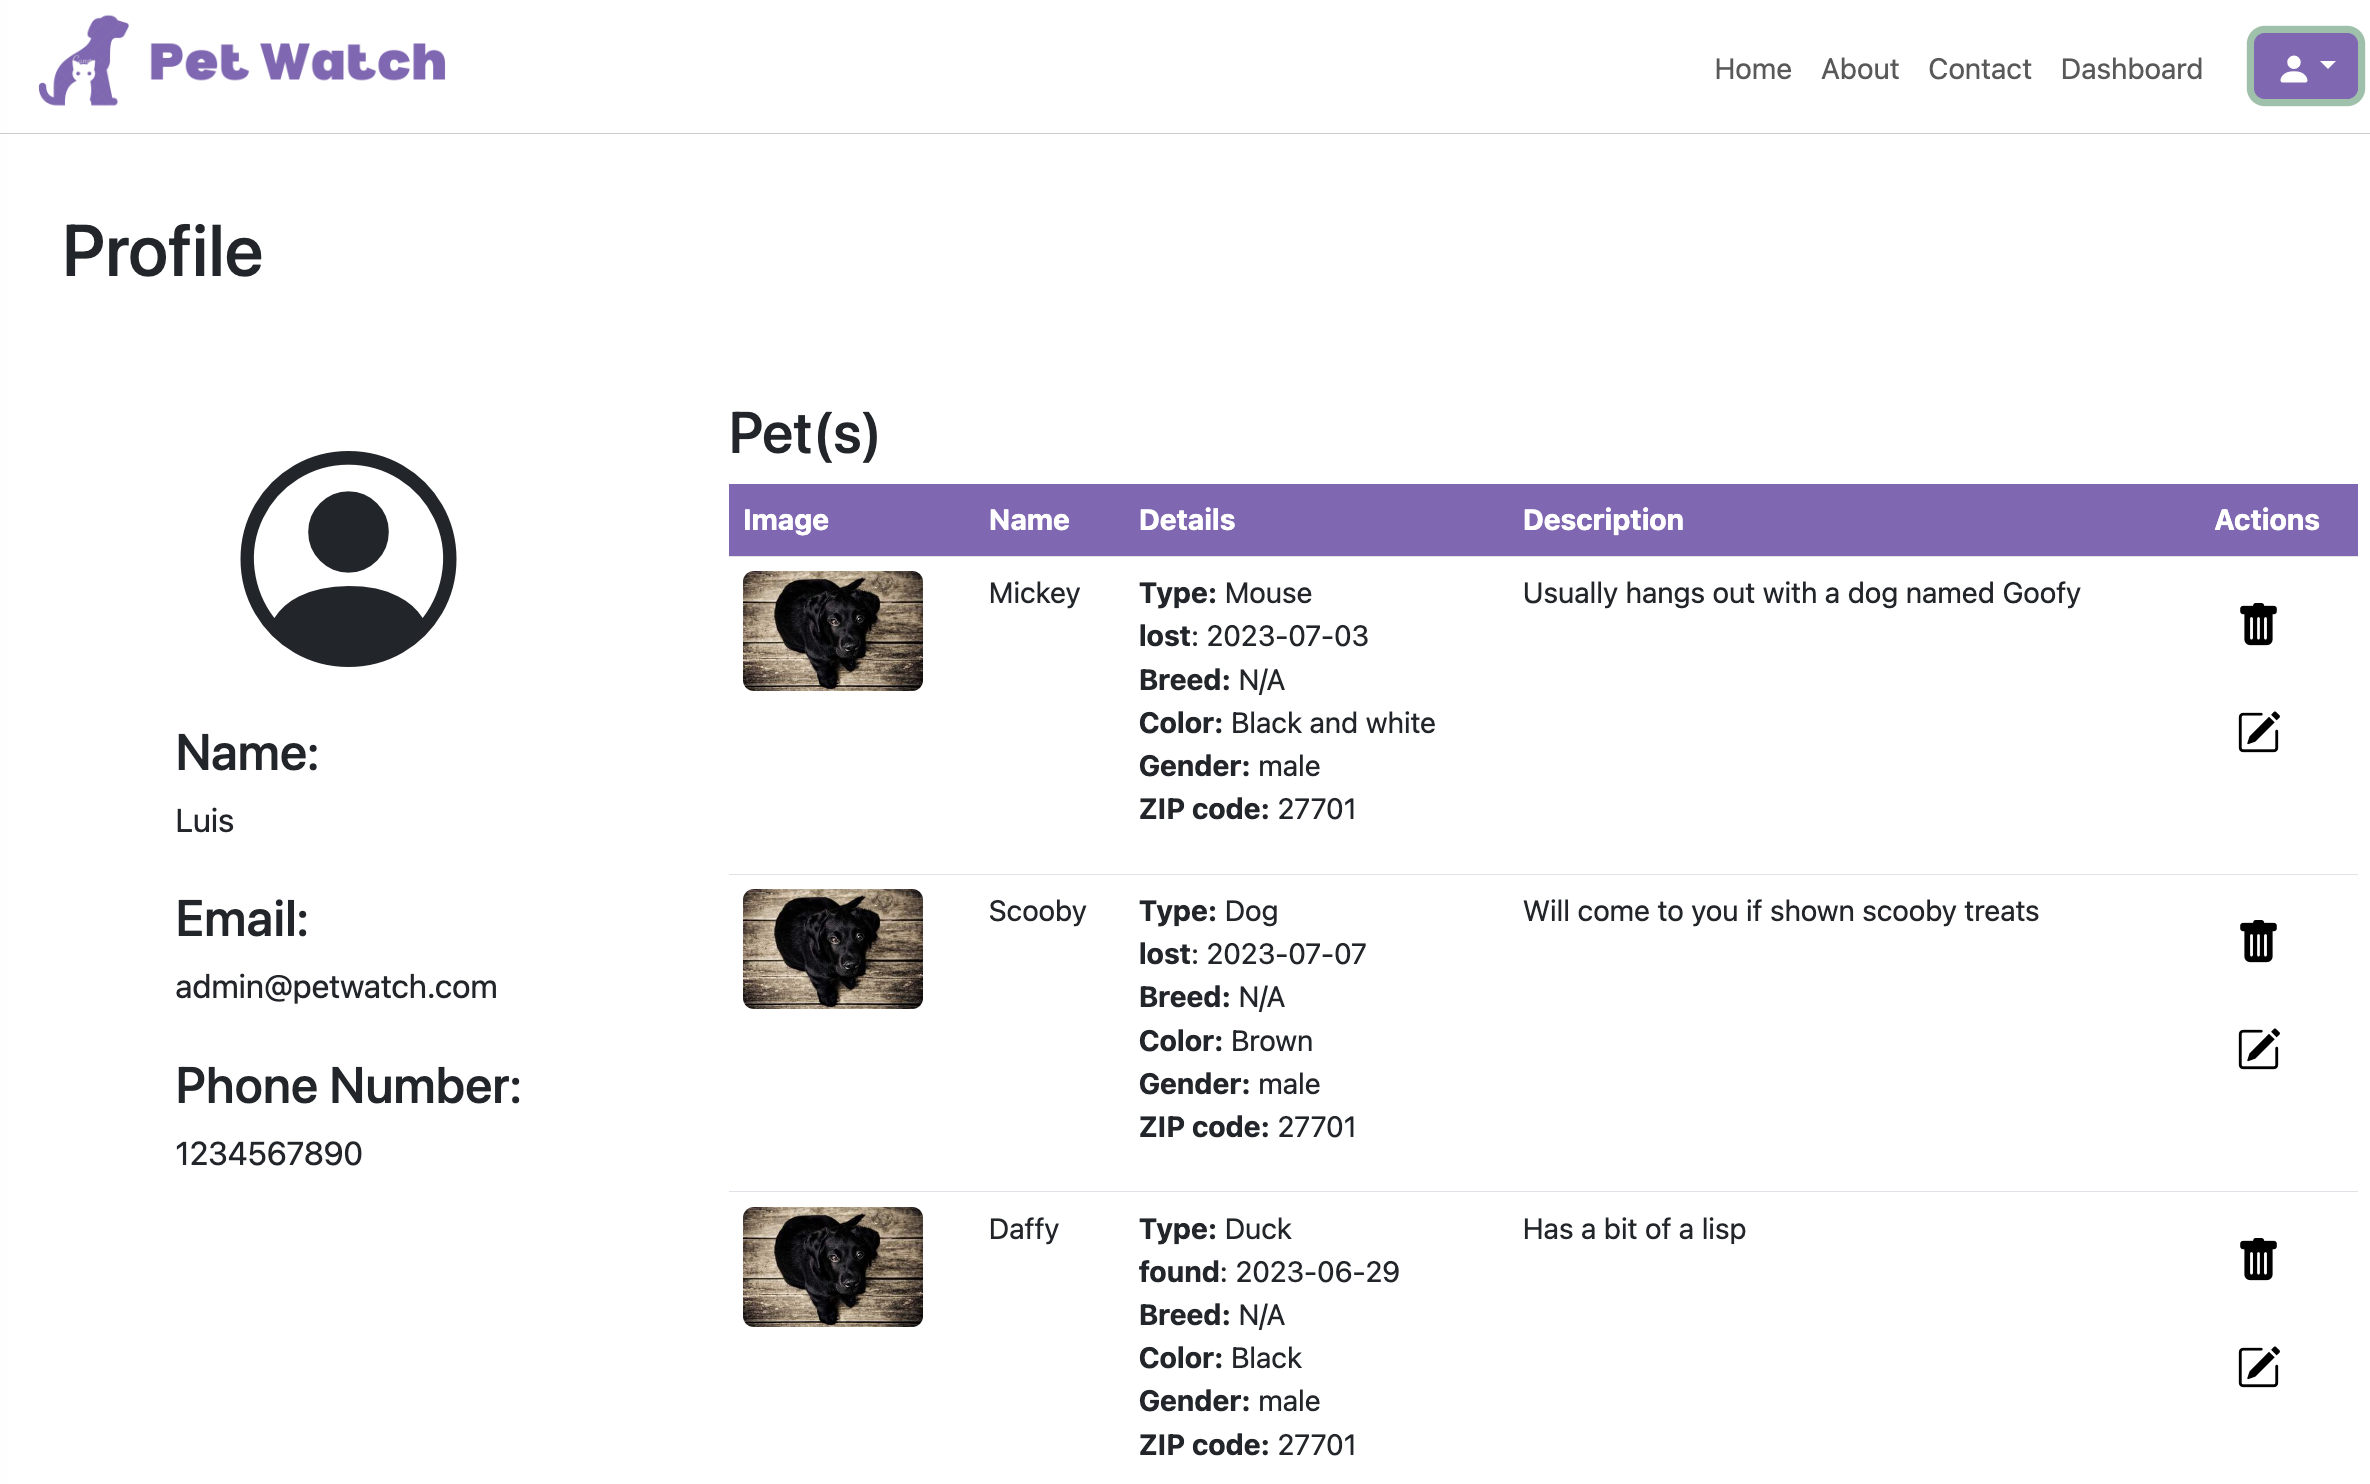 Pet Watch
Home About Contact Dashboard
Profile
Name:
Luis
Email:
admin@petwatch.com
Phone Number:
1234567890
Pet(s)
Image Name Details Description Actions
Mickey
Type: Mouse
lost: 2023-07-03
Breed: N/A
Color: Black and white
Gender: male
ZIP code: 27701
Usually hangs out with a dog named Goofy
Scooby
Type: Dog
lost: 2023-07-07
Breed: N/A
Color: Brown
Gender: male
ZIP code: 27701
Will come to you if shown scooby treats
Daffy
Type: Duck
found: 2023-06-29
Breed: N/A
Color: Black
Gender: male
ZIP code: 27701
Has a bit of a lisp